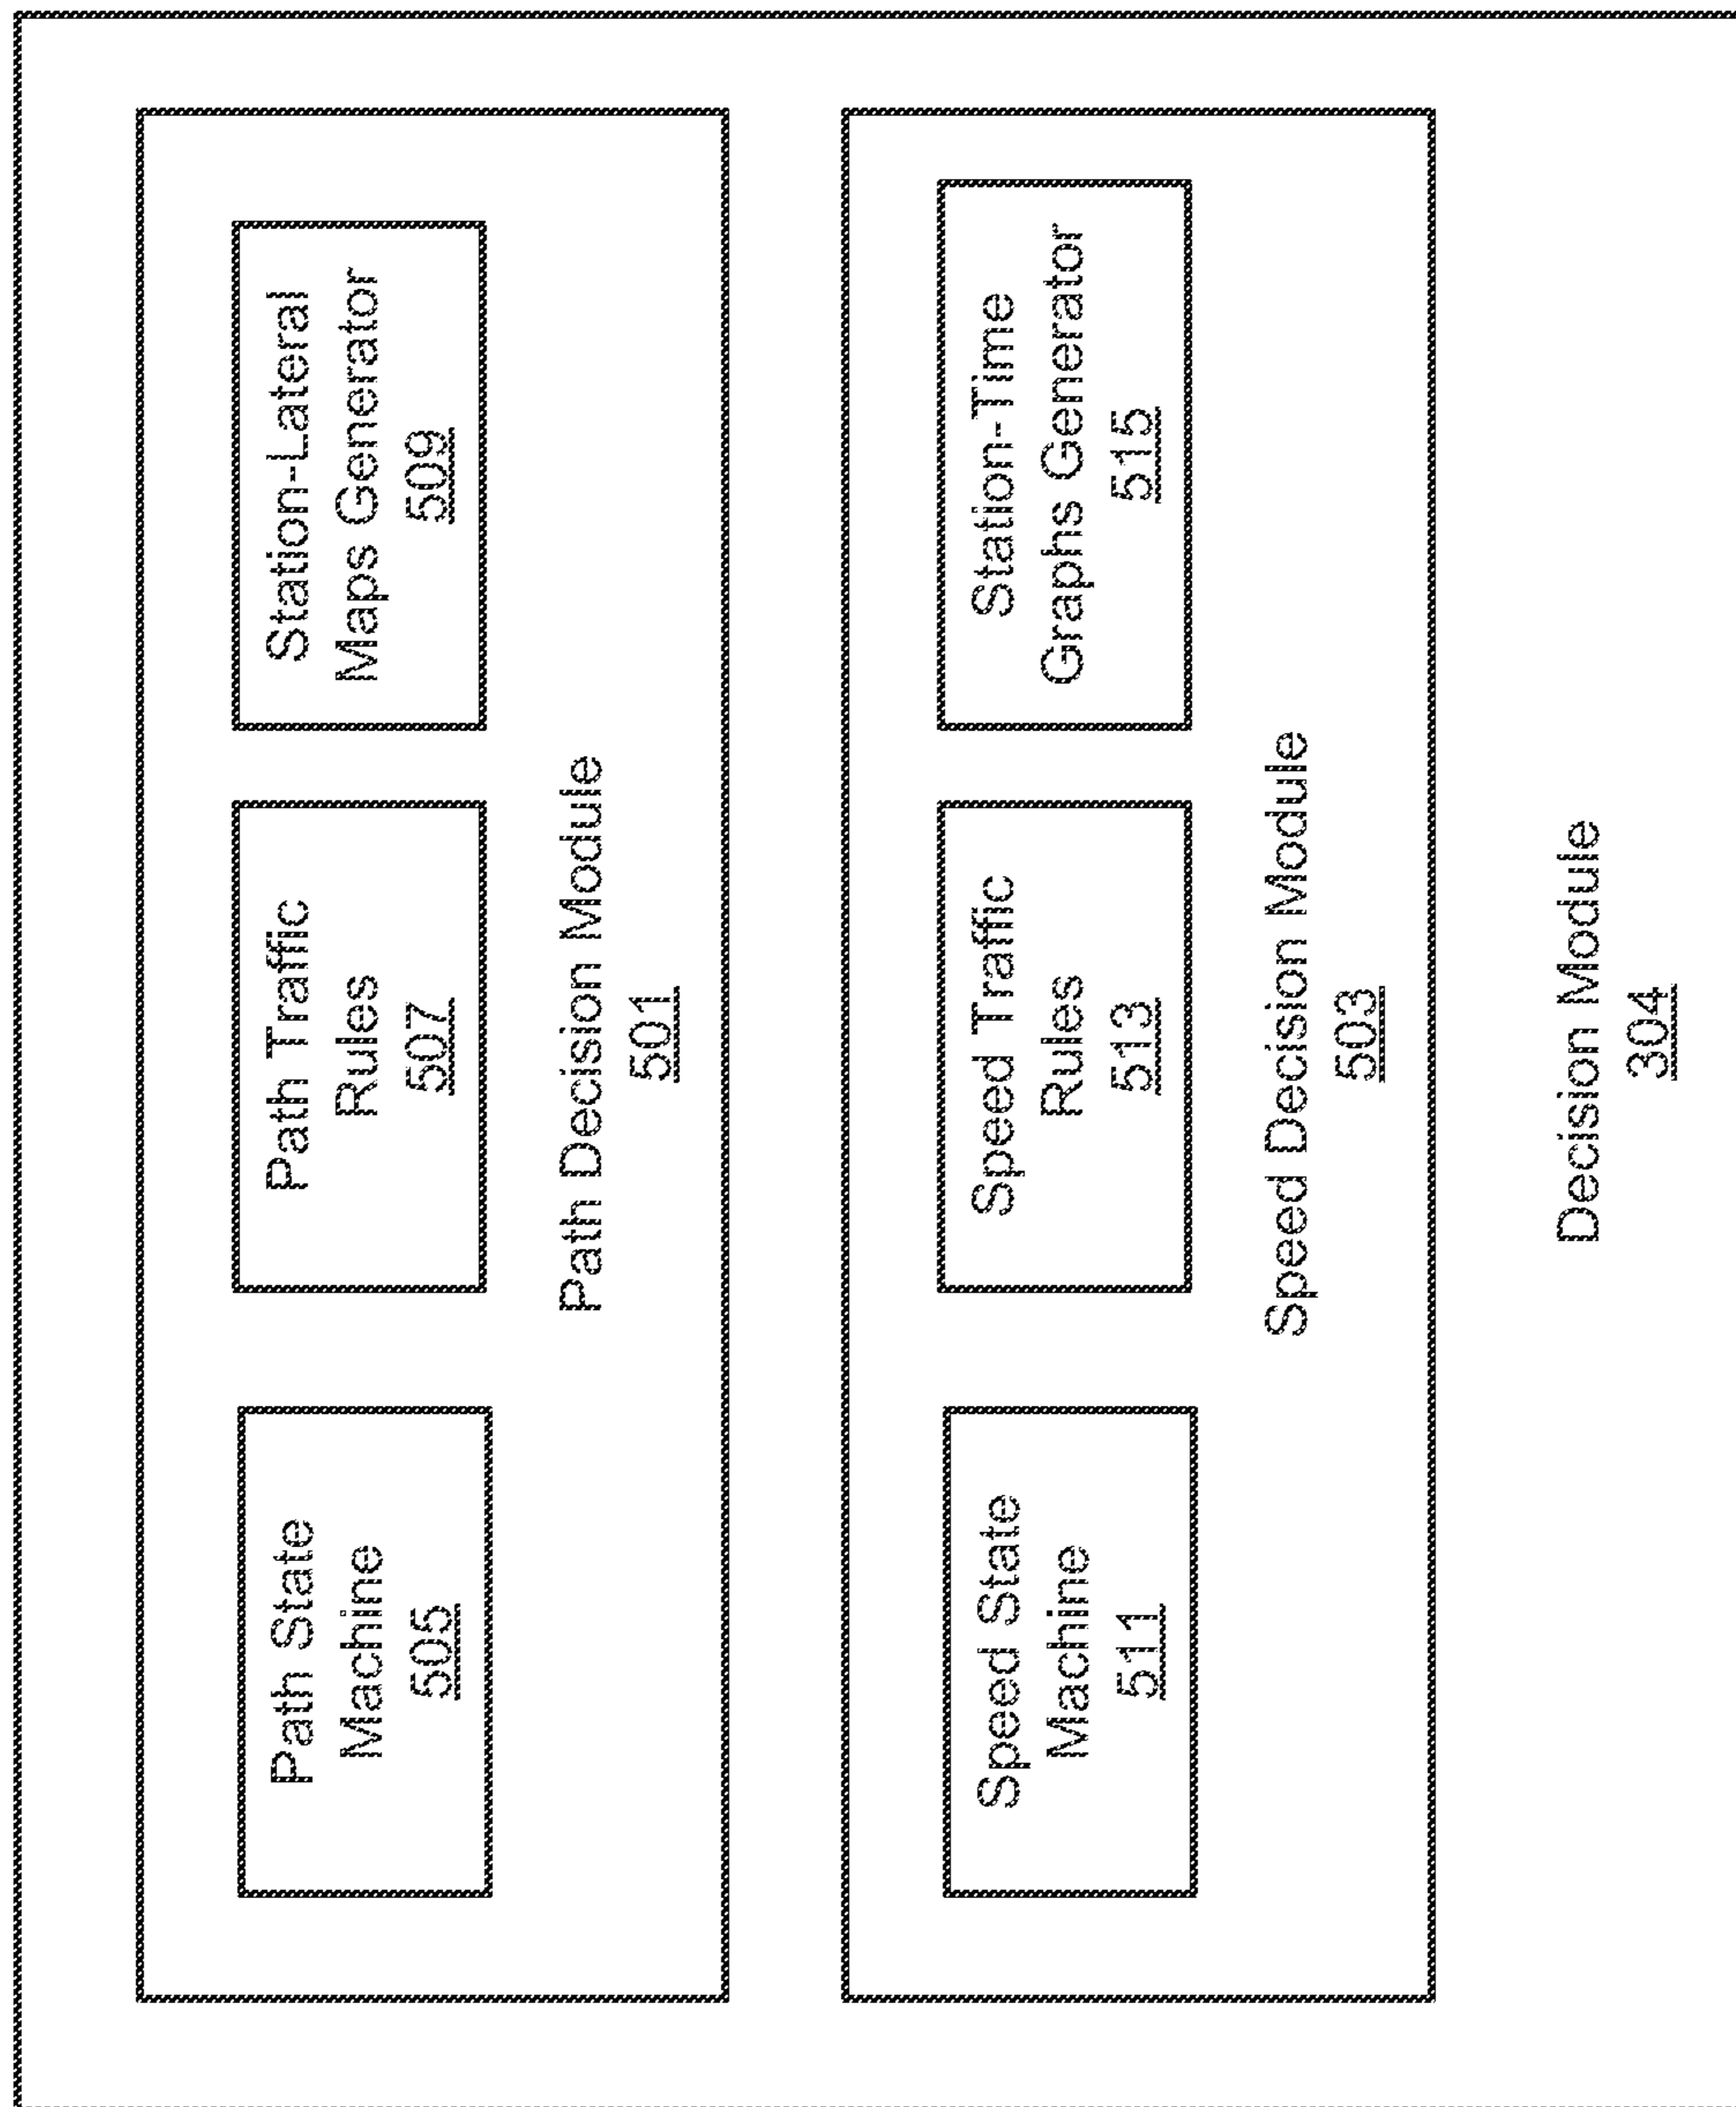 Path State
Machine
505
Path Traffic
Rules
507
Station-Lateral
Maps Generator
509
Path Decision Module
501
Speed State
Machine
511
Speed Traffic
Rules
513
Station-Time
Graphs Generator
515
Speed Decision Module
503
Decision Module
304